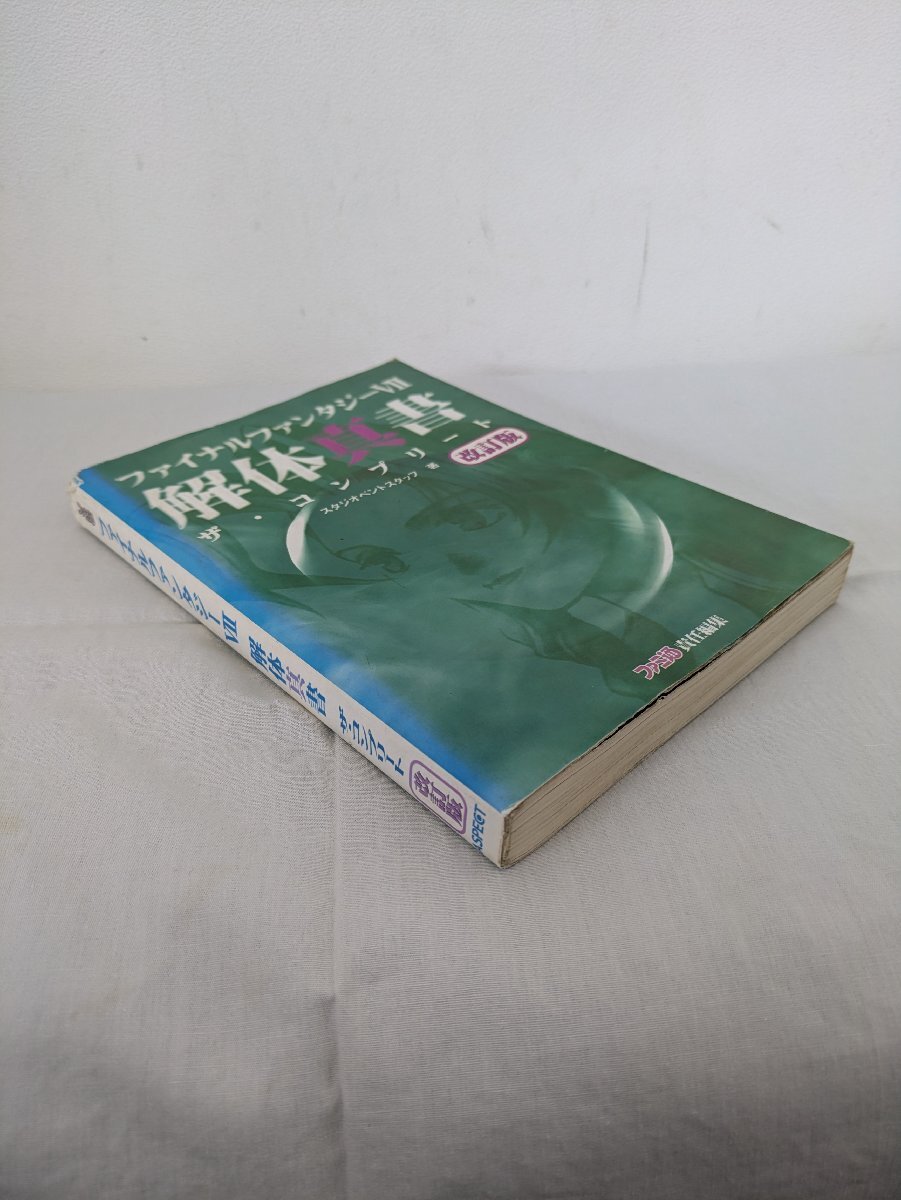 ファイナルファンタジーVII
解体真書
ザ・コンプリート
改訂版
スタジオベントスタッフ 著
ファミ通 責任編集
ファイナルファンタジーVII 解体真書 ザ・コンプリート 改訂版 ASPECT